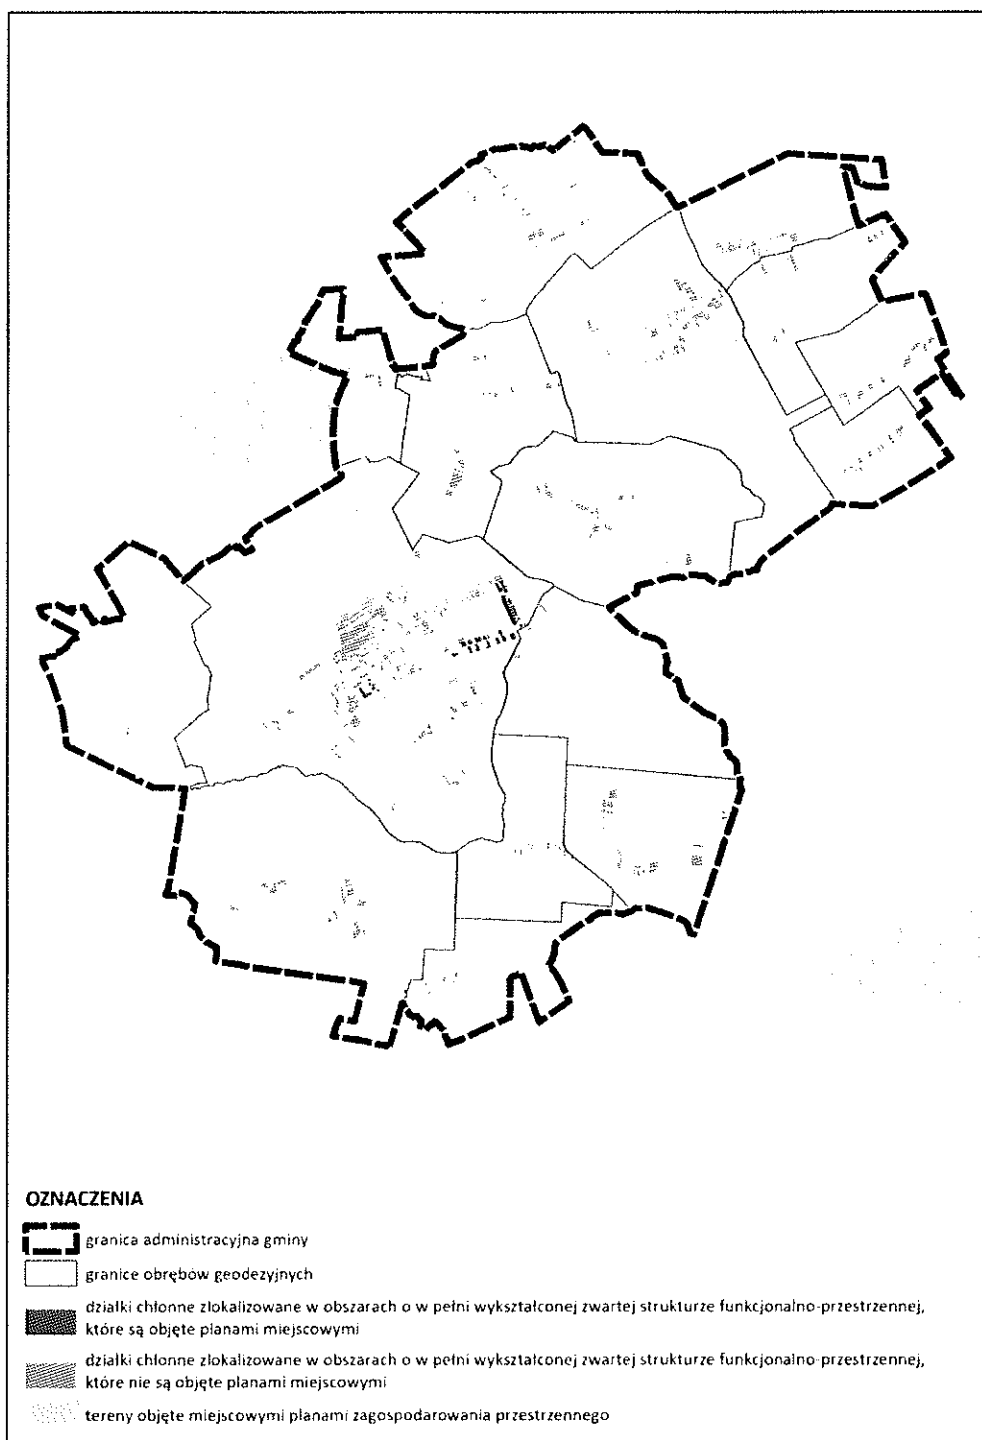 OZNACZENIA
granica administracyjna gminy
granice obrębów geodezyjnych
działki chłonne zlokalizowane w obszarach o w pełni wykształconej zwartej strukturze funkcjonalno-przestrzennej,
które są objęte planami miejscowymi
działki chłonne zlokalizowane w obszarach o w pełni wykształconej zwartej strukturze funkcjonalno-przestrzennej,
które nie są objęte planami miejscowymi
tereny objęte miejscowymi planami zagospodarowania przestrzennego